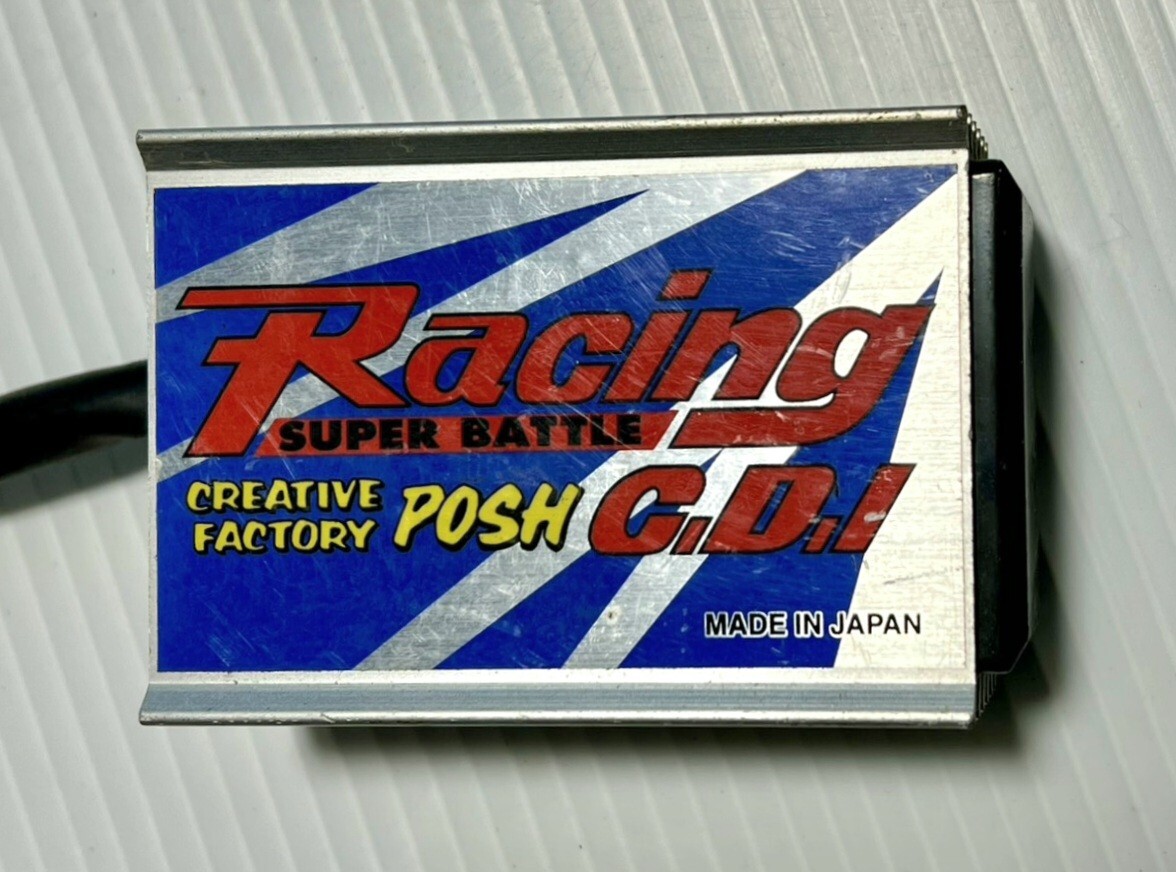 Racing
SUPER BATTLE
CREATIVE FACTORY POSH C.D.I
MADE IN JAPAN